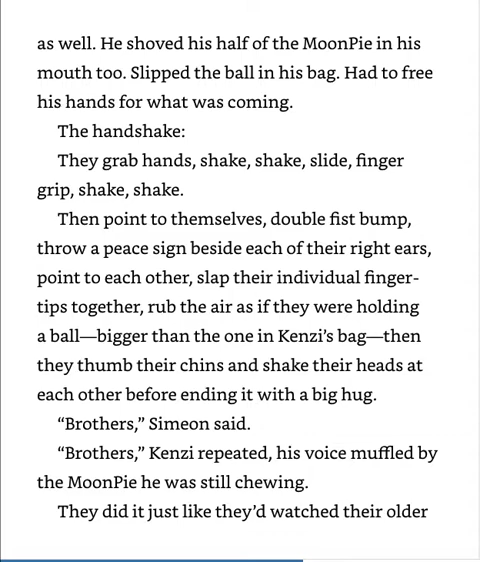 as well. He shoved his half of the MoonPie in his
mouth too. Slipped the ball in his bag. Had to free
his hands for what was coming.
The handshake:
They grab hands, shake, shake, slide, finger
grip, shake, shake.
Then point to themselves, double fist bump,
throw a peace sign beside each of their right ears,
point to each other, slap their individual finger-
tips together, rub the air as if they were holding
a ball—bigger than the one in Kenzi’s bag—then
they thumb their chins and shake their heads at
each other before ending it with a big hug.
“Brothers,” Simeon said.
“Brothers,” Kenzi repeated, his voice muffled by
the MoonPie he was still chewing.
They did it just like they’d watched their older